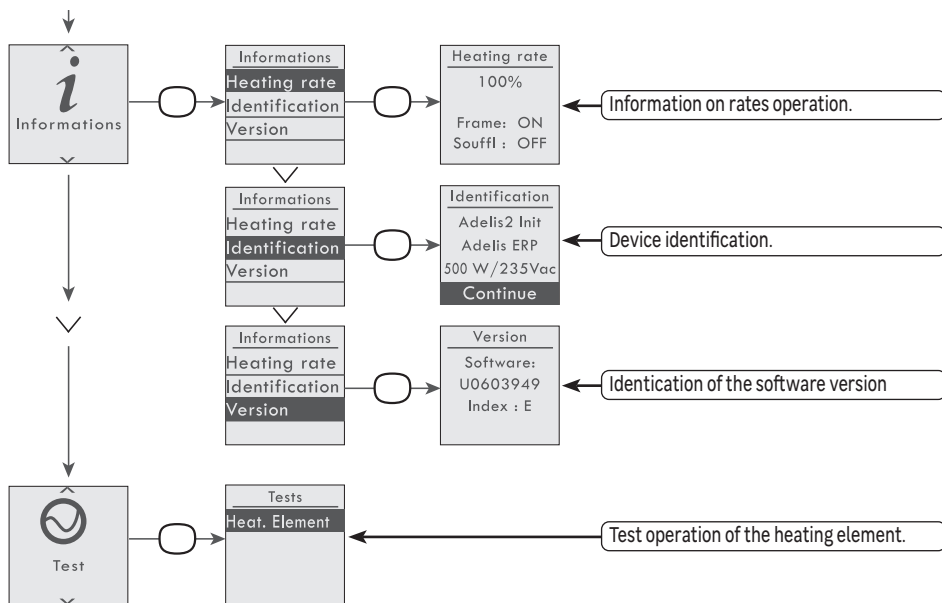 Informations
Informations
Heating rate
Identification
Version
Heating rate
100%
Frame: ON
Souffl : OFF
Information on rates operation.
Informations
Heating rate
Identification
Version
Identification
Adelis2 Init
Adelis ERP
500 W/235Vac
Continue
Device identification.
Informations
Heating rate
Identification
Version
Version
Software:
U0603949
Index : E
Identication of the software version
Test
Tests
Heat. Element
Test operation of the heating element.